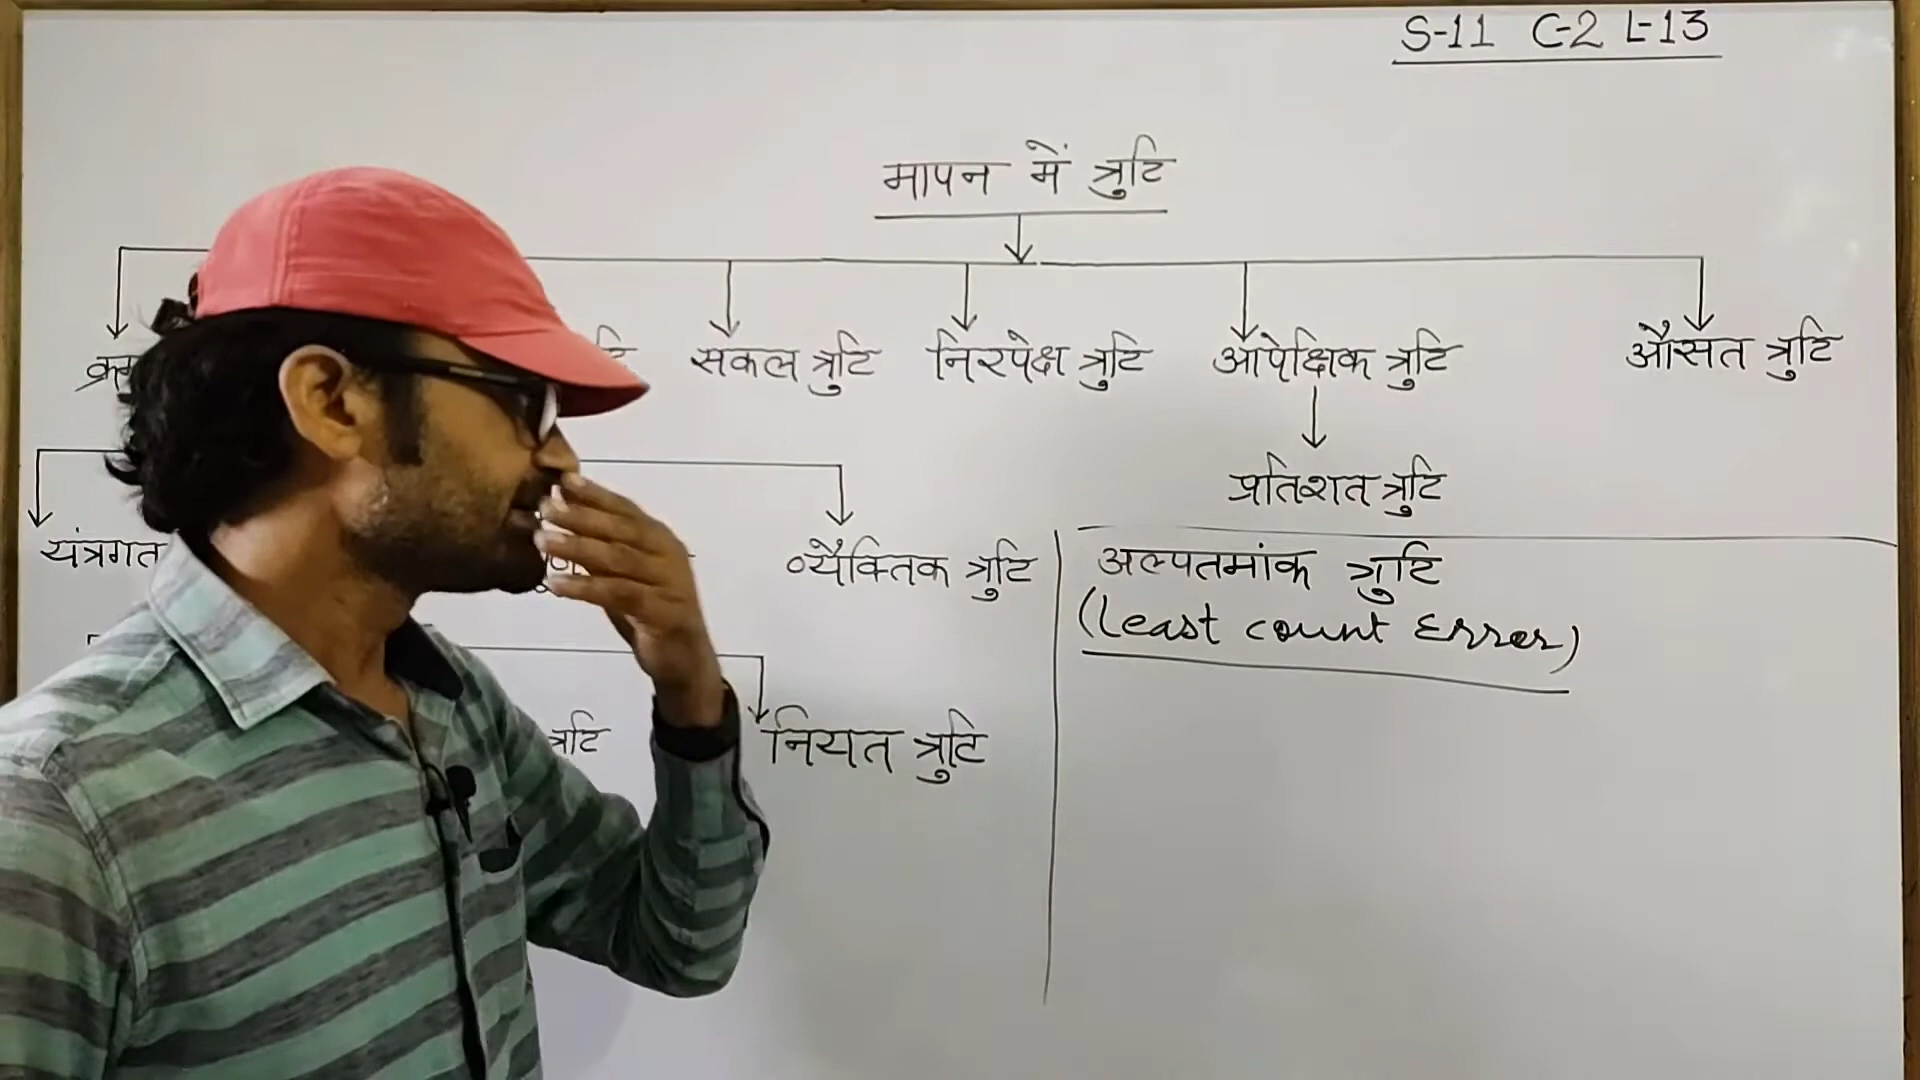 S-11 C-2 L-13
मापन में त्रुटि
सकल त्रुटि निरपेक्ष त्रुटि आपेक्षिक त्रुटि औसत त्रुटि
प्रतिशत त्रुटि
यंत्रगत व्यैक्तिक त्रुटि अल्पतमांक त्रुटि
(Least count Error)
त्रुटि नियत त्रुटि